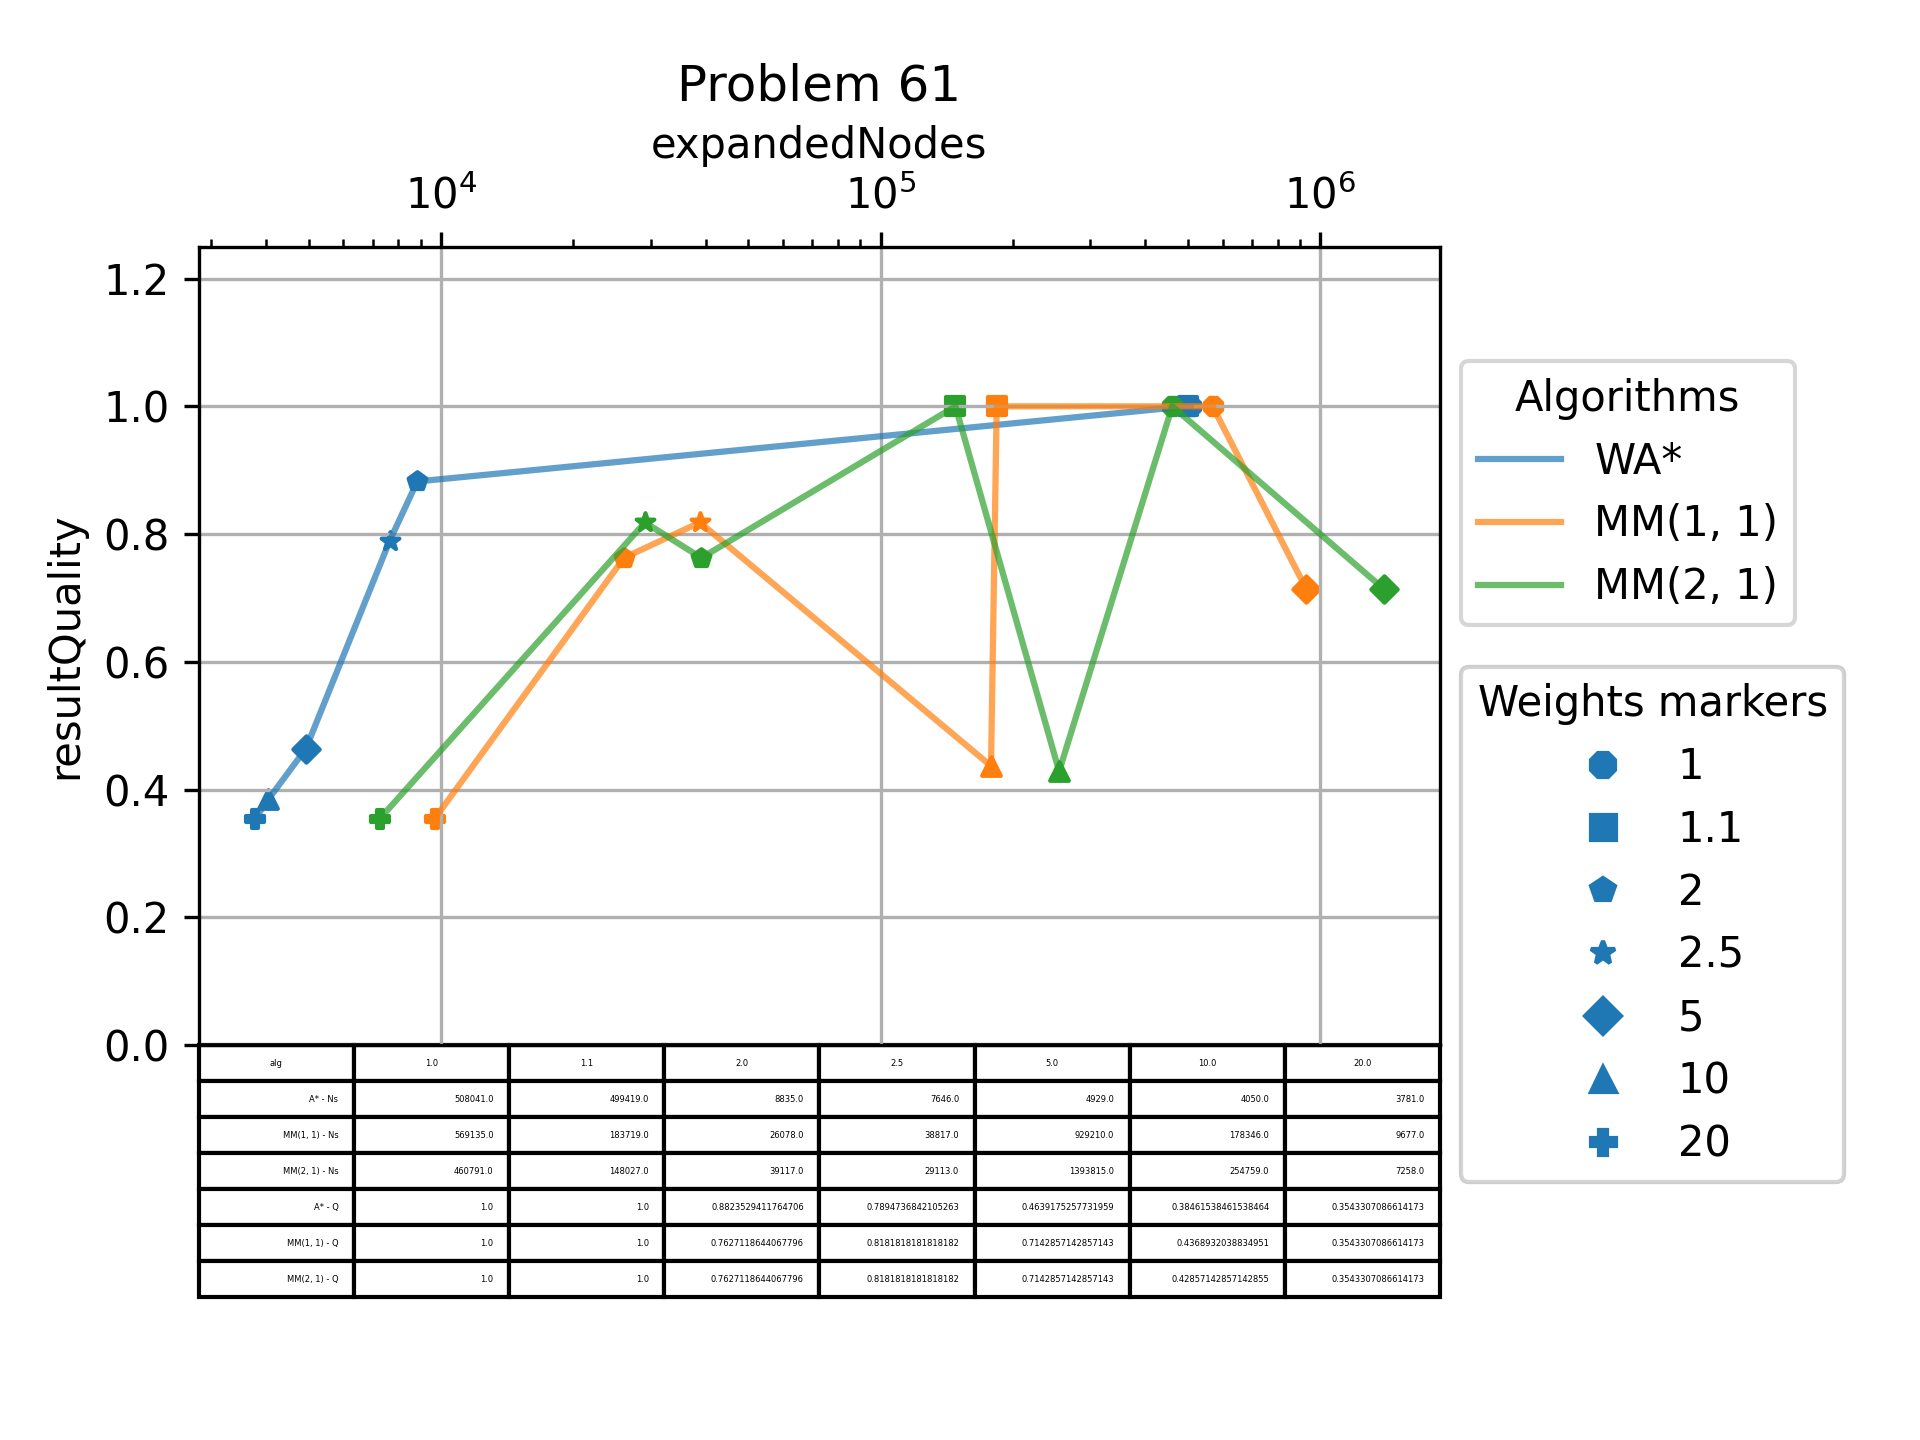 Problem 61
expandedNodes
10^4 10^5 10^6
resultQuality
1.2
1.0
0.8
0.6
0.4
0.2
0.0
Algorithms
WA*
MM(1, 1)
MM(2, 1)
Weights markers
1
1.1
2
2.5
5
10
20
alg 1.0 1.1 2.0 2.5 5.0 10.0 20.0
A* - Ns 508041.0 499419.0 8835.0 7646.0 4929.0 4050.0 3781.0
MM(1, 1) - Ns 569135.0 183719.0 26078.0 38817.0 929210.0 178346.0 9677.0
MM(2, 1) - Ns 460791.0 148027.0 39117.0 29113.0 1393815.0 254759.0 7258.0
A* - Q 1.0 1.0 0.8823529411764706 0.7894736842105263 0.4639175257731959 0.38461538461538464 0.3543307086614173
MM(1, 1) - Q 1.0 1.0 0.7627118644067796 0.8181818181818182 0.7142857142857143 0.4368932038834951 0.3543307086614173
MM(2, 1) - Q 1.0 1.0 0.7627118644067796 0.8181818181818182 0.7142857142857143 0.42857142857142855 0.3543307086614173